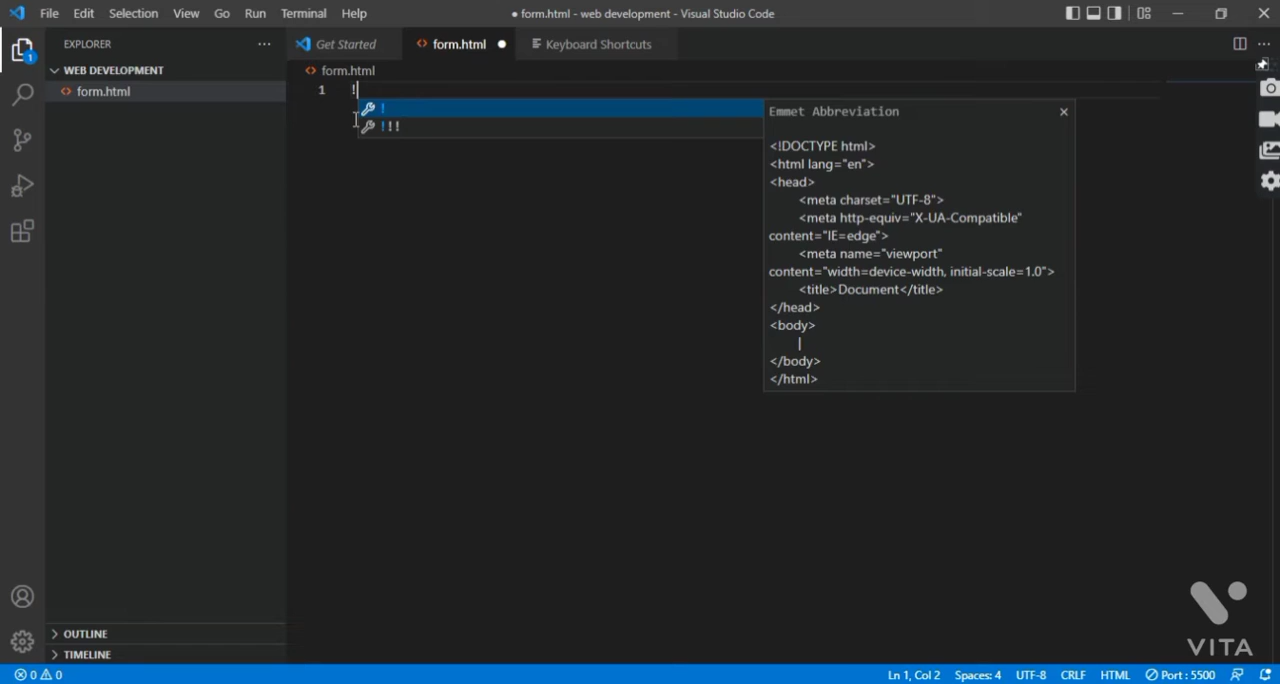 File Edit Selection View Go Run Terminal Help
● form.html - web development - Visual Studio Code
EXPLORER
Get Started
form.html
Keyboard Shortcuts
WEB DEVELOPMENT
form.html
form.html
1 !
!
!!!
Emmet Abbreviation
<!DOCTYPE html>
<html lang="en">
<head>
<meta charset="UTF-8">
<meta http-equiv="X-UA-Compatible"
content="IE=edge">
<meta name="viewport"
content="width=device-width, initial-scale=1.0">
<title>Document</title>
</head>
<body>
|
</body>
</html>
1
OUTLINE
TIMELINE
VITA
0 0
Ln 1, Col 2 Spaces: 4 UTF-8 CRLF HTML Port : 5500